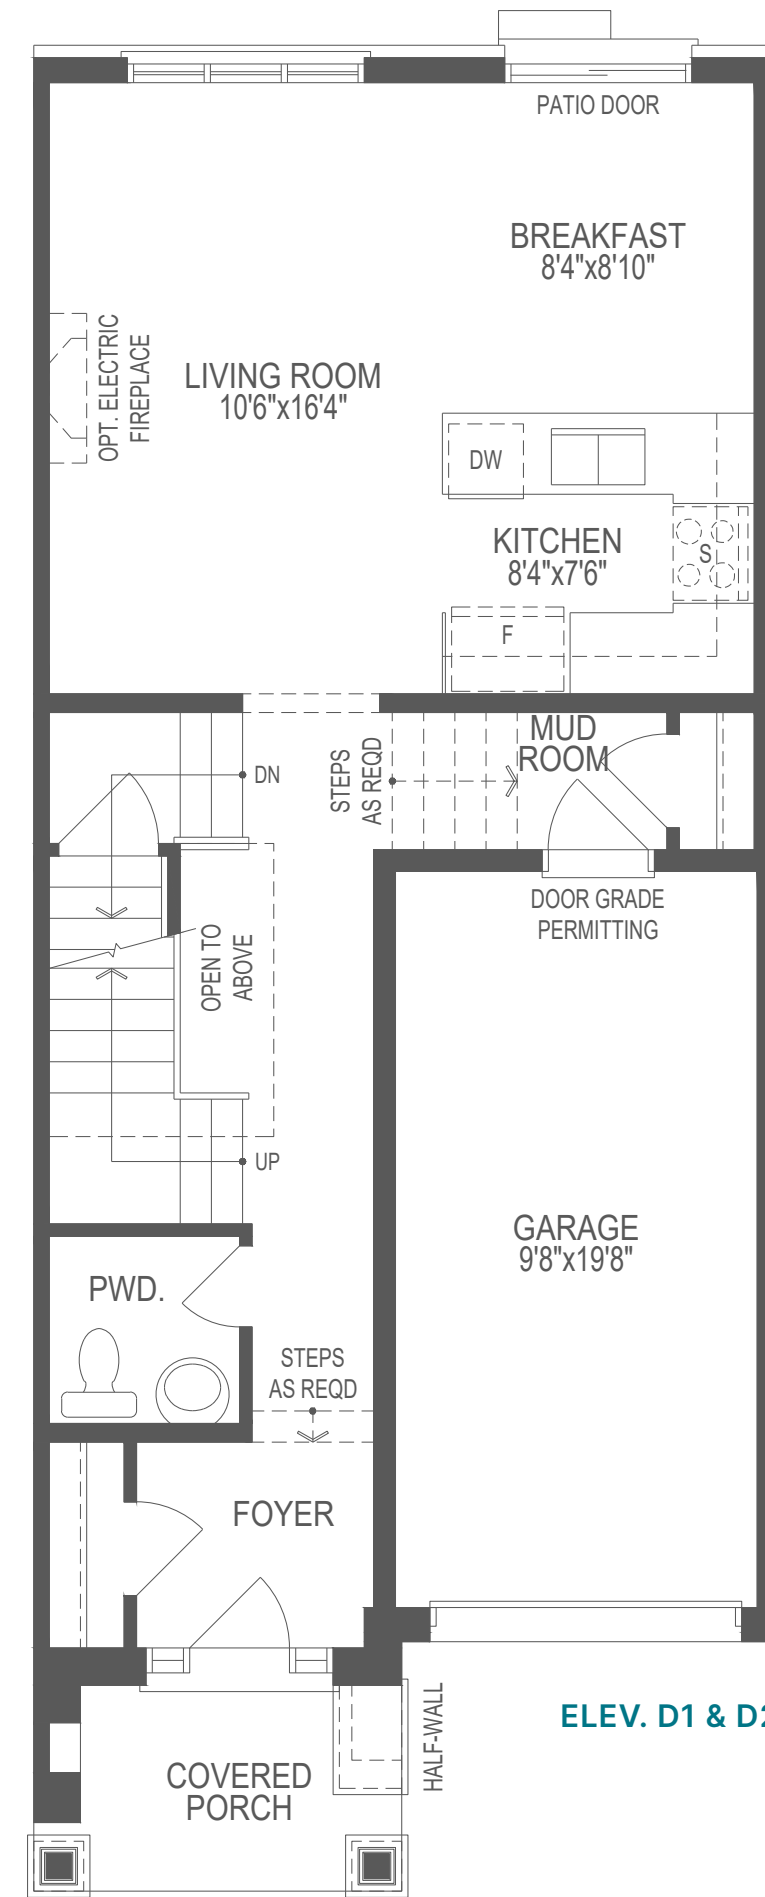 PATIO DOOR
BREAKFAST
8'4"x8'10"
OPT. ELECTRIC
FIREPLACE
LIVING ROOM
10'6"x16'4"
DW
KITCHEN
8'4"x7'6"
S
F
MUD
ROOM
STEPS
AS REQD
DN
DOOR GRADE
PERMITTING
OPEN TO
ABOVE
UP
GARAGE
9'8"x19'8"
PWD.
STEPS
AS REQD
FOYER
HALF-WALL
ELEV. D1 & D2
COVERED
PORCH